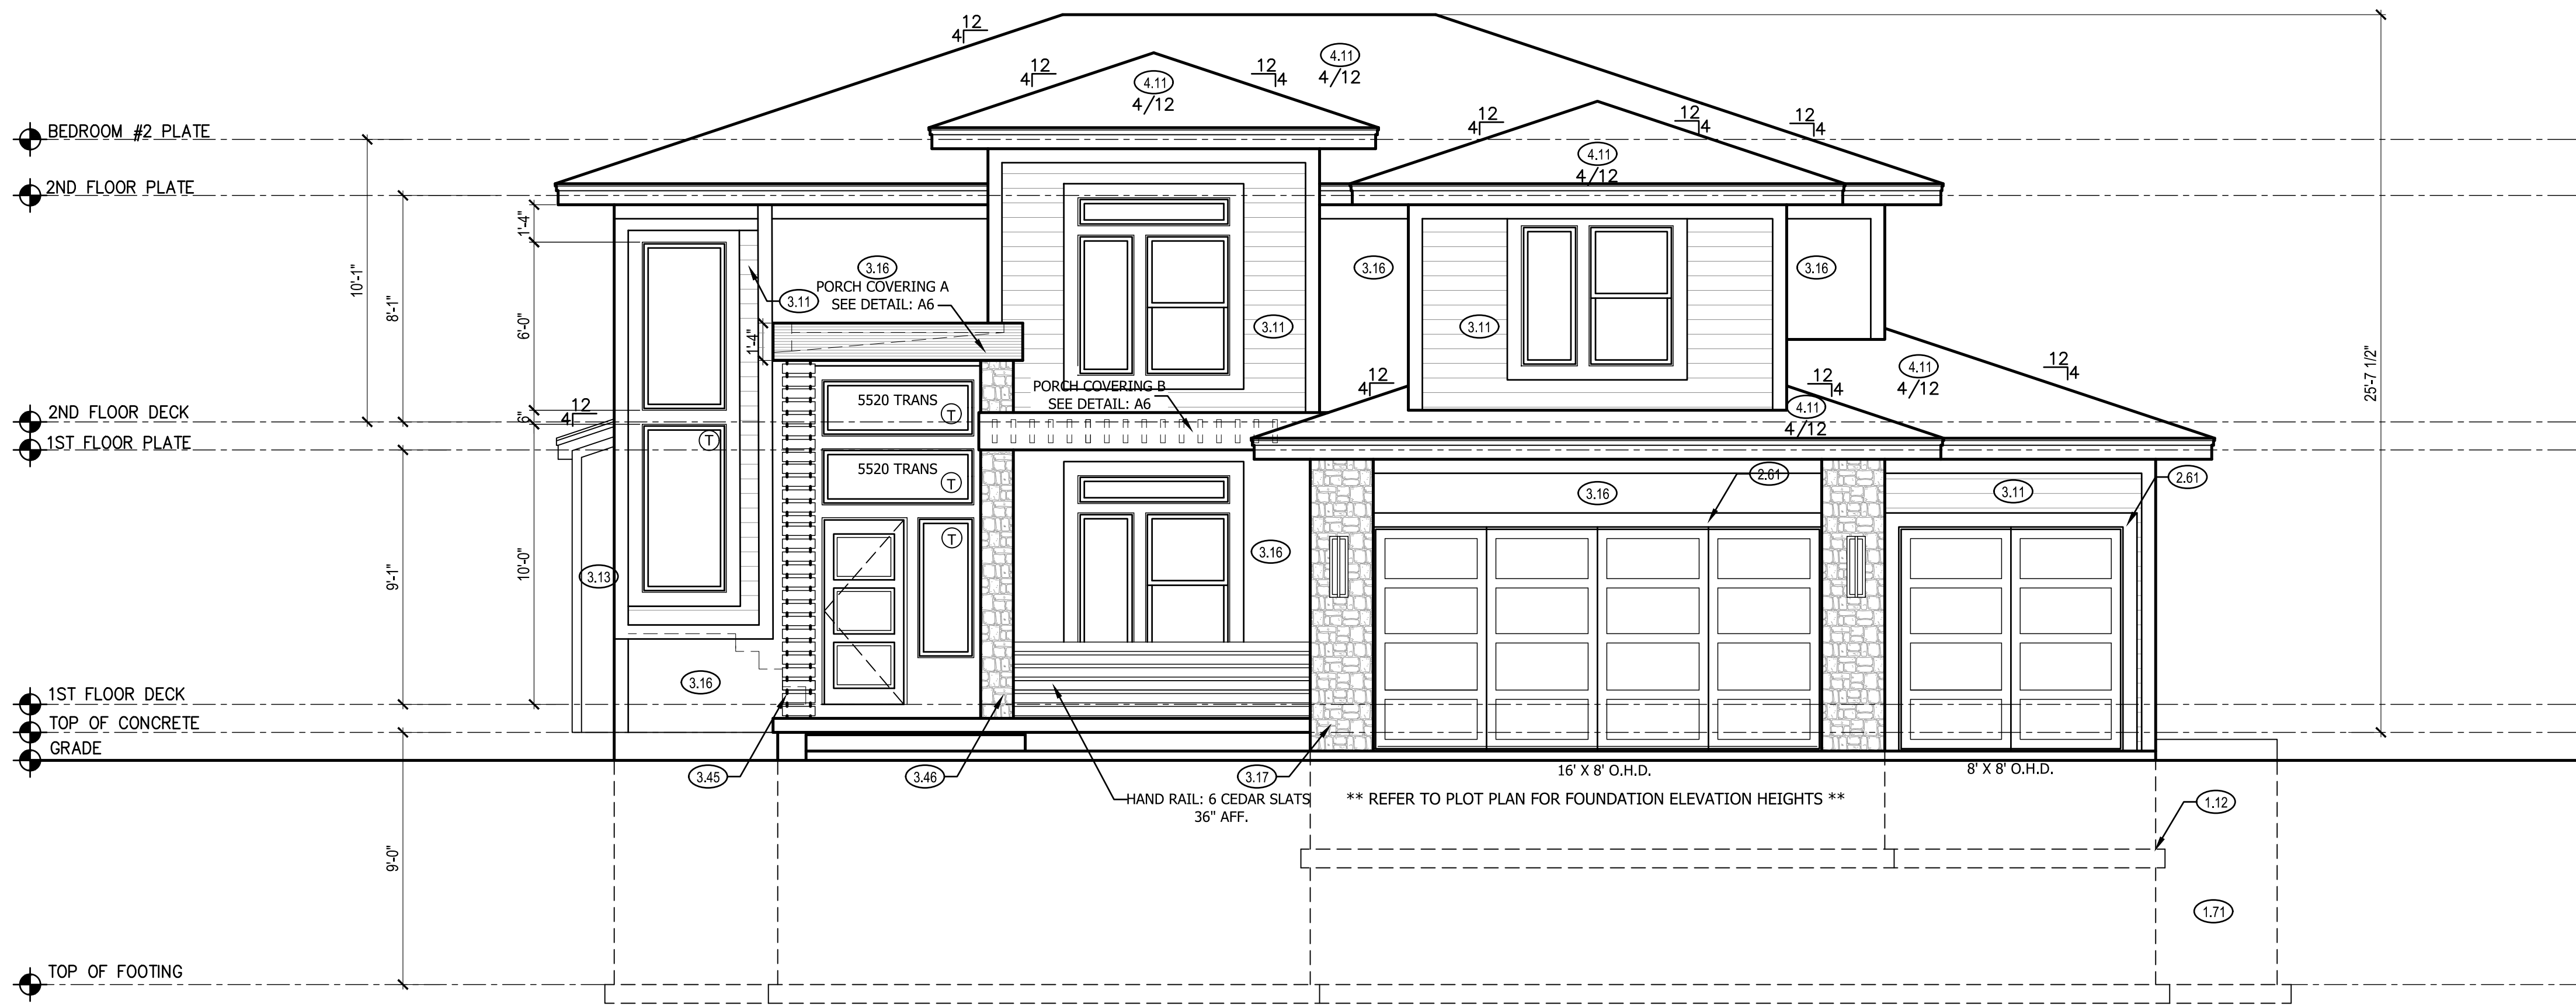 12
4
12
4
12
4
4.11
4/12
4.11
4/12
12
4
12
4
12
4
BEDROOM #2 PLATE
4.11
4/12
2ND FLOOR PLATE
1'-4"
10'-1"
8'-1"
6'-0"
3.16
PORCH COVERING A
SEE DETAIL: A6
3.11
1'-4"
3.16
3.16
3.11
3.11
25'-7 1/2"
12
4
4.11
4/12
12
4
12
4
PORCH COVERING B
SEE DETAIL: A6
4.11
4/12
5520 TRANS
T
2ND FLOOR DECK
6"
12
4
1ST FLOOR PLATE
T
5520 TRANS
T
2.61
3.16
3.11
2.61
T
3.16
9'-1"
10'-0"
3.13
3.16
1ST FLOOR DECK
TOP OF CONCRETE
GRADE
3.45
3.46
3.17
16' X 8' O.H.D.
8' X 8' O.H.D.
HAND RAIL: 6 CEDAR SLATS
36" AFF.
** REFER TO PLOT PLAN FOR FOUNDATION ELEVATION HEIGHTS **
1.12
9'-0"
1.71
TOP OF FOOTING